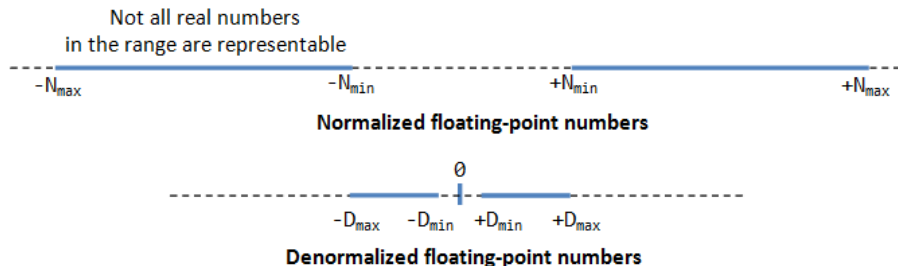 Not all real numbers
in the range are representable
-Nmax -Nmin +Nmin +Nmax
Normalized floating-point numbers
0
-Dmax -Dmin +Dmin +Dmax
Denormalized floating-point numbers